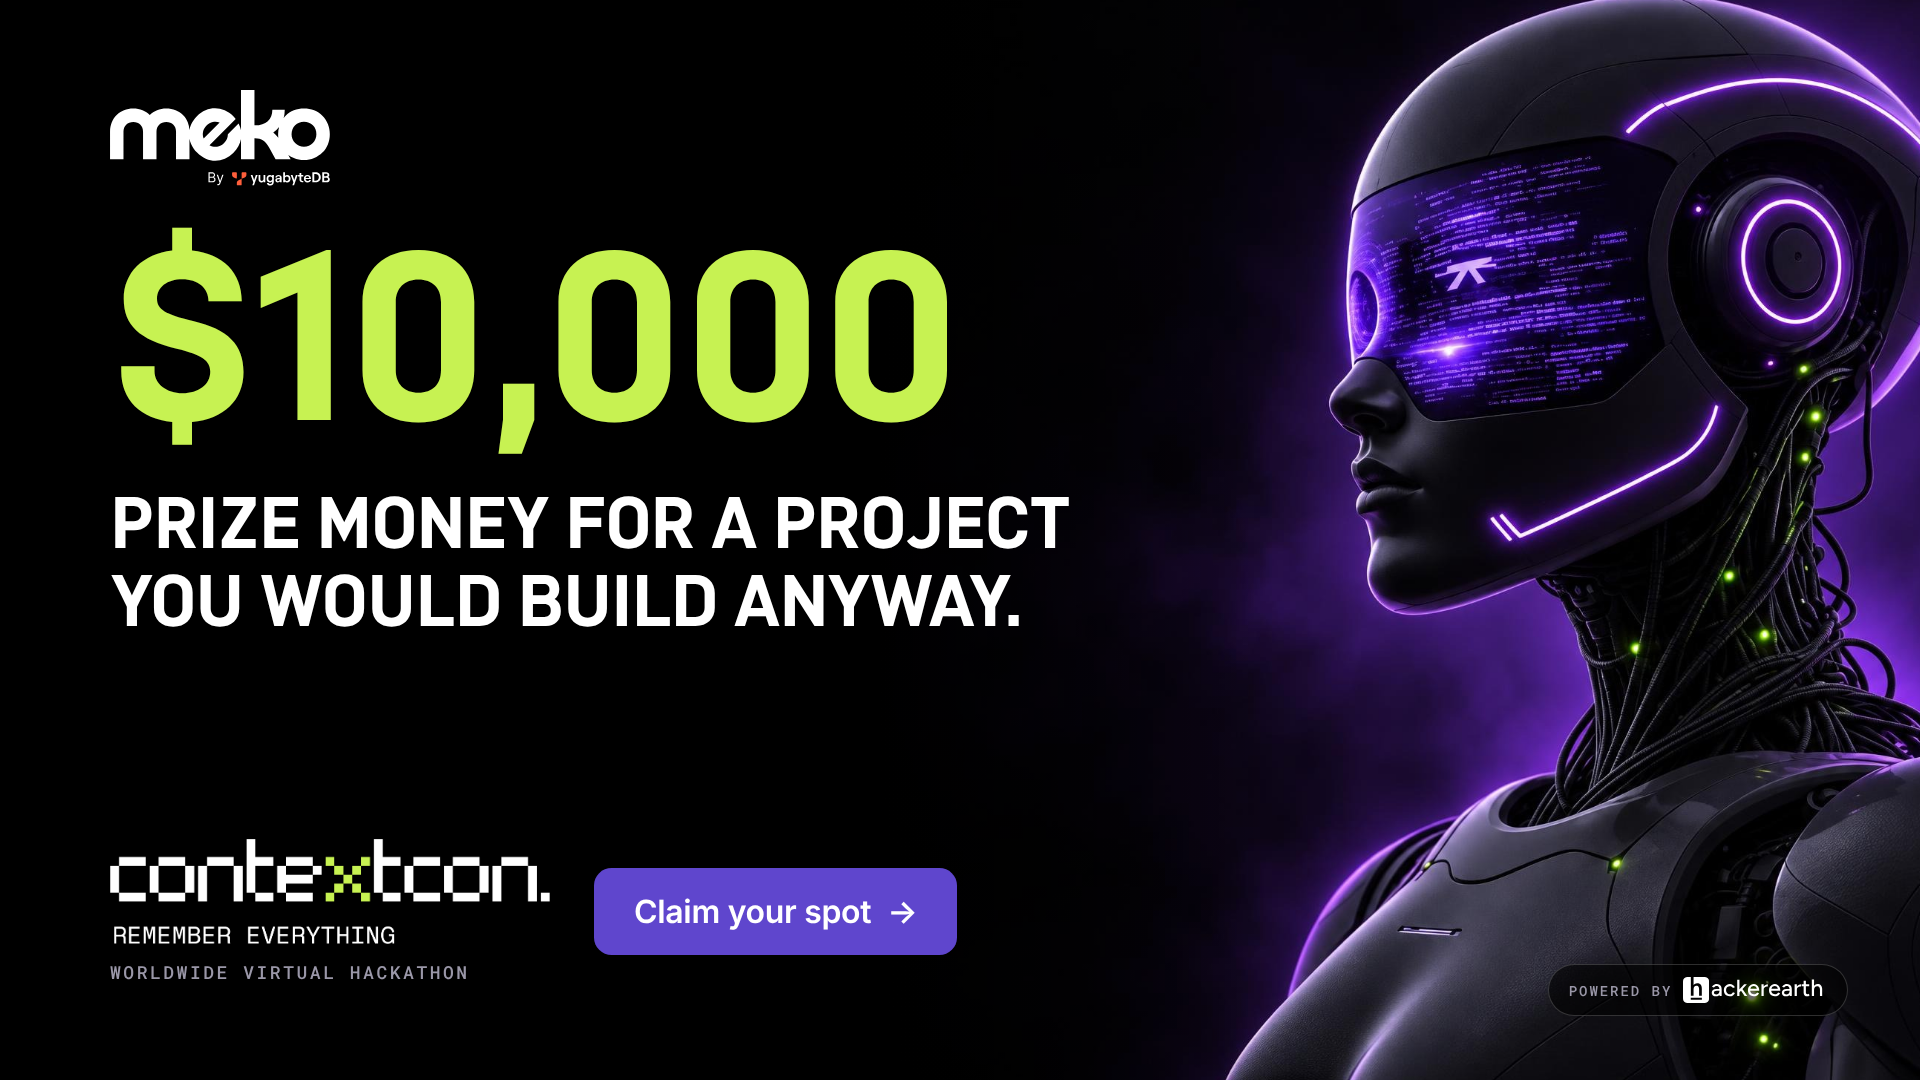 meko
By yugabyteDB
$10,000
PRIZE MONEY FOR A PROJECT
YOU WOULD BUILD ANYWAY.
contextcon.
REMEMBER EVERYTHING
WORLDWIDE VIRTUAL HACKATHON
Claim your spot →
POWERED BY hackerearth